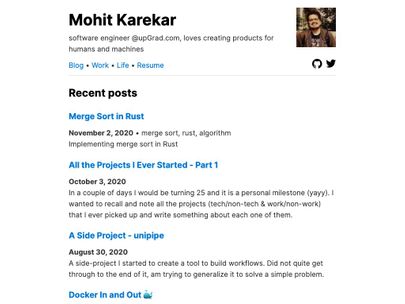 Mohit Karekar
software engineer @upGrad.com, loves creating products for
humans and machines
Blog • Work • Life • Resume
Recent posts
Merge Sort in Rust
November 2, 2020 • merge sort, rust, algorithm
Implementing merge sort in Rust
All the Projects I Ever Started - Part 1
October 3, 2020
In a couple of days I would be turning 25 and it is a personal milestone (yayy). I
wanted to recall and note all the projects (tech/non-tech & work/non-work)
that I ever picked up and write something about each one of them.
A Side Project - unipipe
August 30, 2020
A side-project I started to create a tool to build workflows. Did not quite get
through to the end of it, am trying to generalize it to solve a simple problem.
Docker In and Out 🐳